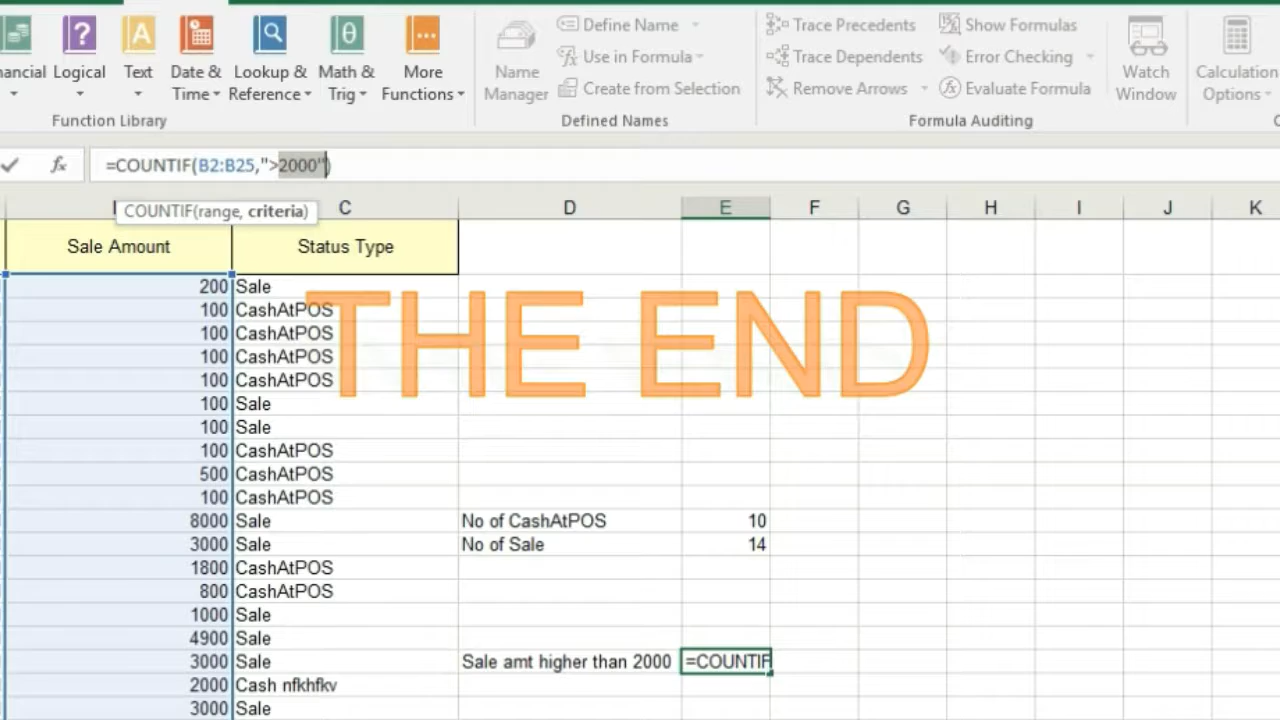 nancial
Logical
Text
Date & Time
Lookup & Reference
Math & Trig
More Functions
Function Library
Name Manager
Define Name
Use in Formula
Create from Selection
Defined Names
Trace Precedents
Trace Dependents
Remove Arrows
Show Formulas
Error Checking
Evaluate Formula
Formula Auditing
Watch Window
Calculation Options
fx =COUNTIF(B2:B25,">2000")
COUNTIF(range, criteria)
C D E F G H I J K
Sale Amount Status Type
200 Sale
100 CashAtPOS
100 CashAtPOS
100 CashAtPOS
100 CashAtPOS
THE END
100 Sale
100 Sale
100 CashAtPOS
500 CashAtPOS
100 CashAtPOS
8000 Sale No of CashAtPOS 10
3000 Sale No of Sale 14
1800 CashAtPOS
800 CashAtPOS
1000 Sale
4900 Sale
3000 Sale Sale amt higher than 2000 =COUNTIF
2000 Cash nfkhfkv
3000 Sale